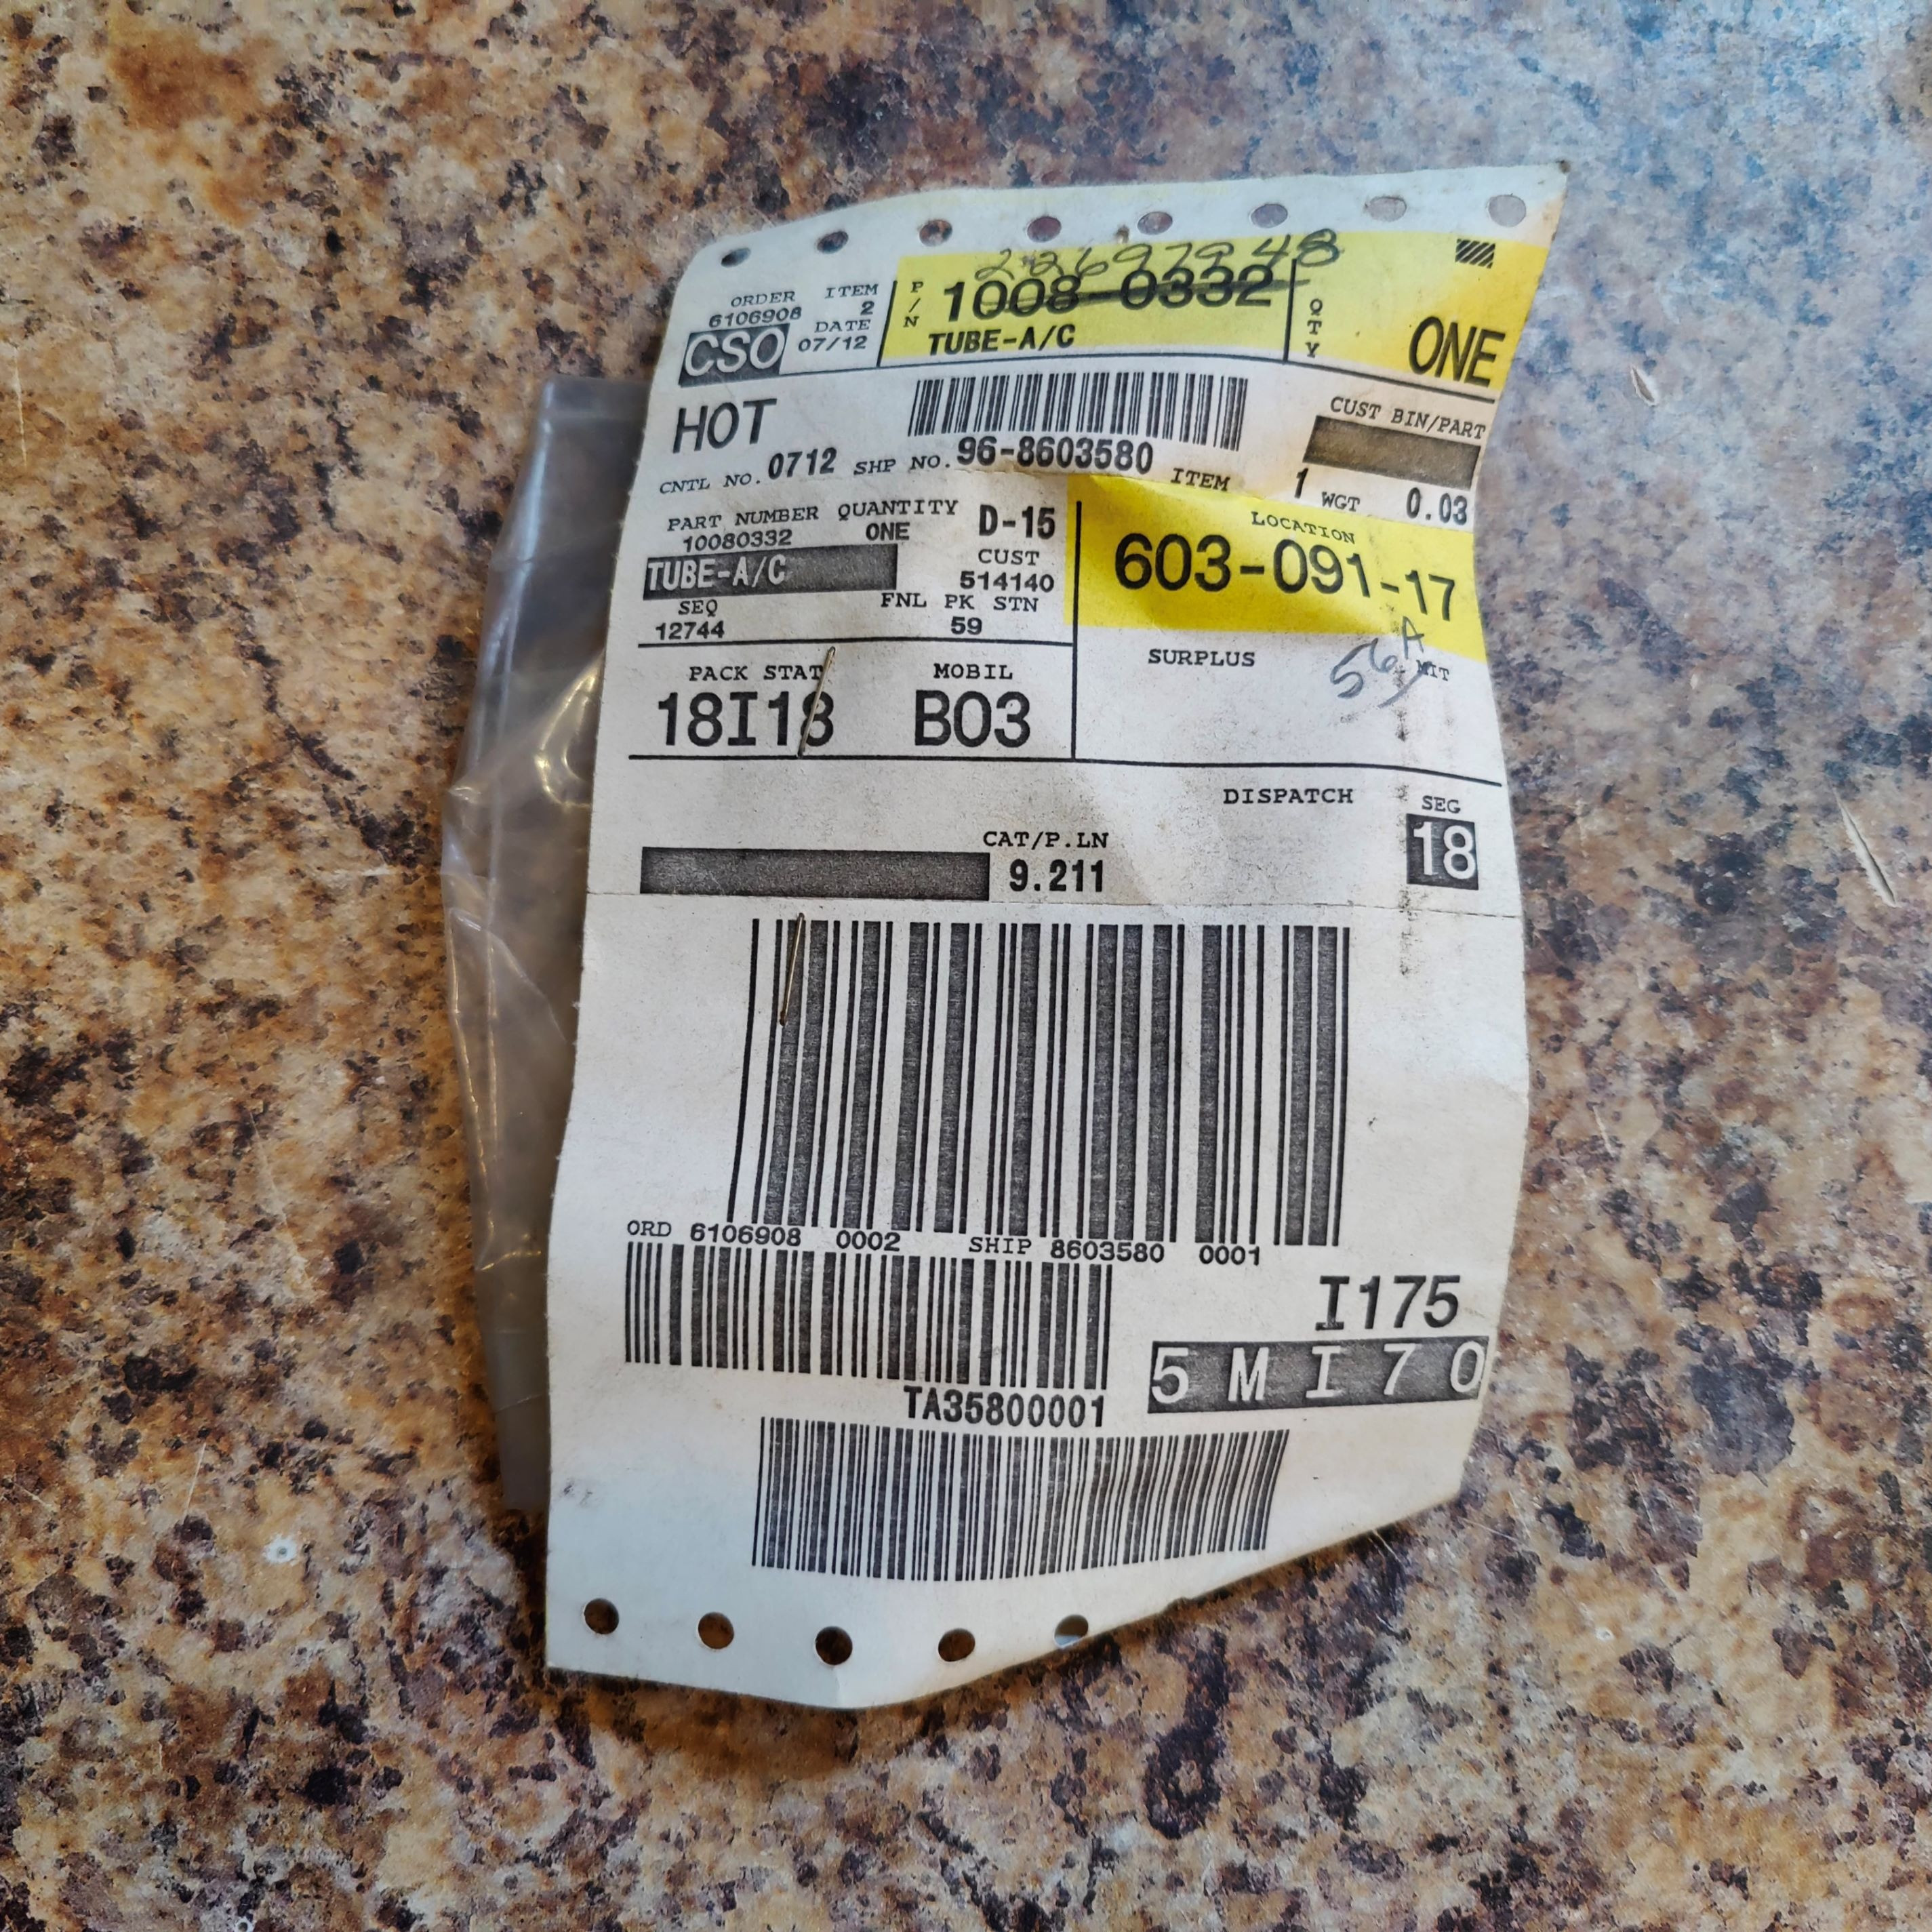 22697948
ORDER ITEM P/N 1008-0332 QTY
6106908 2
CSO DATE TUBE-A/C ONE
07/12
HOT
CUST BIN/PART
CNTL NO. 0712 SHP NO. 96-8603580 ITEM 1 WGT 0.03
PART NUMBER QUANTITY D-15 LOCATION
10080332 ONE CUST 603-091-17
TUBE-A/C 514140
SEQ FNL PK STN
12744 59
56A
PACK STAT MOBIL SURPLUS
18I18 B03
DISPATCH SEG
CAT/P.LN 18
9.211
ORD 6106908 0002 SHIP 8603580 0001
I175
5MI70
TA35800001